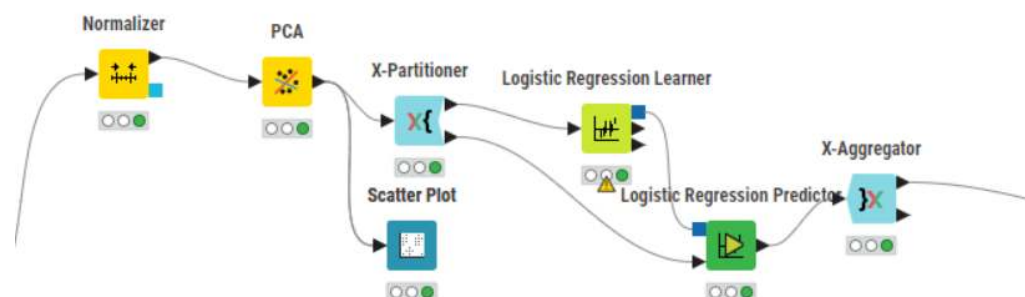 Normalizer
PCA
X-Partitioner
Logistic Regression Learner
X-Aggregator
Scatter Plot
Logistic Regression Predictor